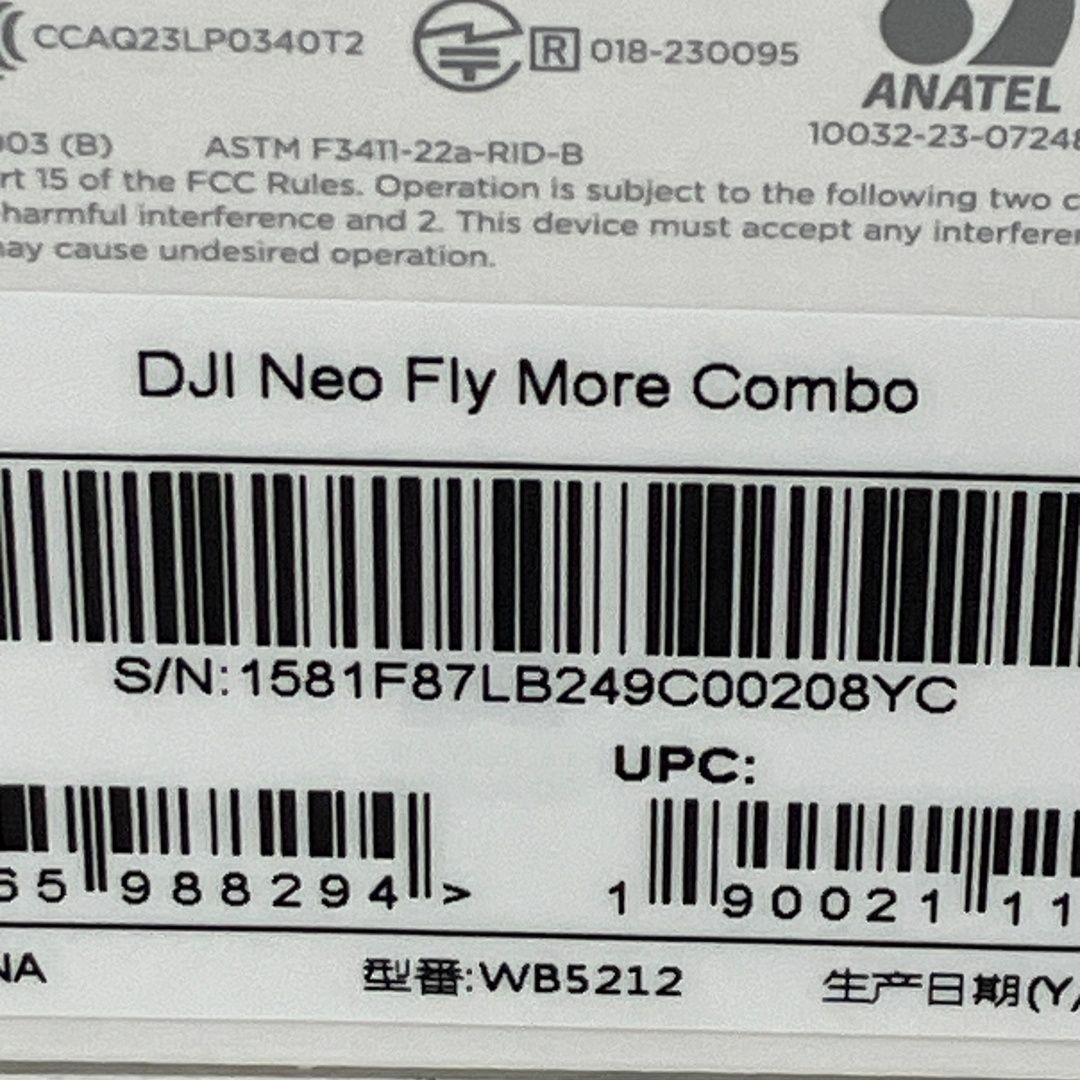 CCAQ23LP0340T2
R 018-230095
ANATEL
10032-23-07248
003 (B) ASTM F3411-22a-RID-B
rt 15 of the FCC Rules. Operation is subject to the following two c
harmful interference and 2. This device must accept any interferen
may cause undesired operation.
DJI Neo Fly More Combo
S/N:1581F87LB249C00208YC
UPC:
65 988294 >
1 90021 11
NA
型番:WB5212
生产日期(Y/